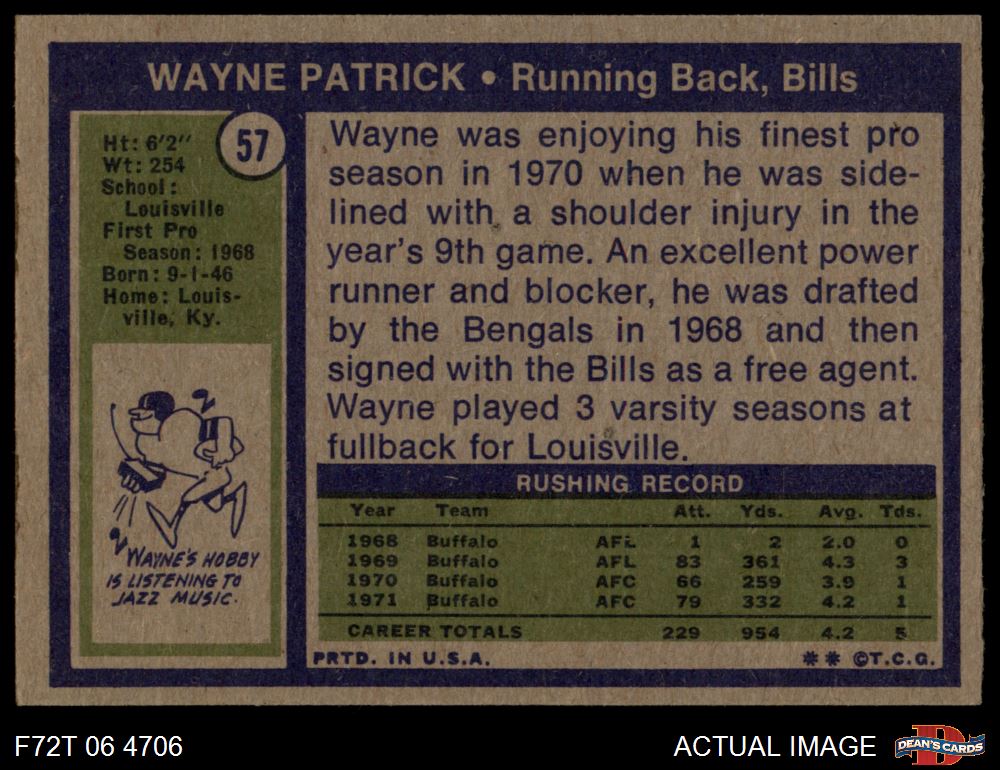 WAYNE PATRICK • Running Back, Bills
57
Ht: 6'2"
Wt: 254
School:
Louisville
First Pro
Season: 1968
Born: 9-1-46
Home: Louis-
ville, Ky.
WAYNE'S HOBBY
IS LISTENING TO
JAZZ MUSIC.
Wayne was enjoying his finest pro
season in 1970 when he was side-
lined with a shoulder injury in the
year's 9th game. An excellent power
runner and blocker, he was drafted
by the Bengals in 1968 and then
signed with the Bills as a free agent.
Wayne played 3 varsity seasons at
fullback for Louisville.
RUSHING RECORD
Year Team Att. Yds. Avg. Tds.
1968 Buffalo AFL 1 2 2.0 0
1969 Buffalo AFL 83 361 4.3 3
1970 Buffalo AFC 66 259 3.9 1
1971 Buffalo AFC 79 332 4.2 1
CAREER TOTALS 229 954 4.2 5
PRTD. IN U.S.A. ** ©T.C.G.
F72T 06 4706 ACTUAL IMAGE
D
DEAN'S CARDS